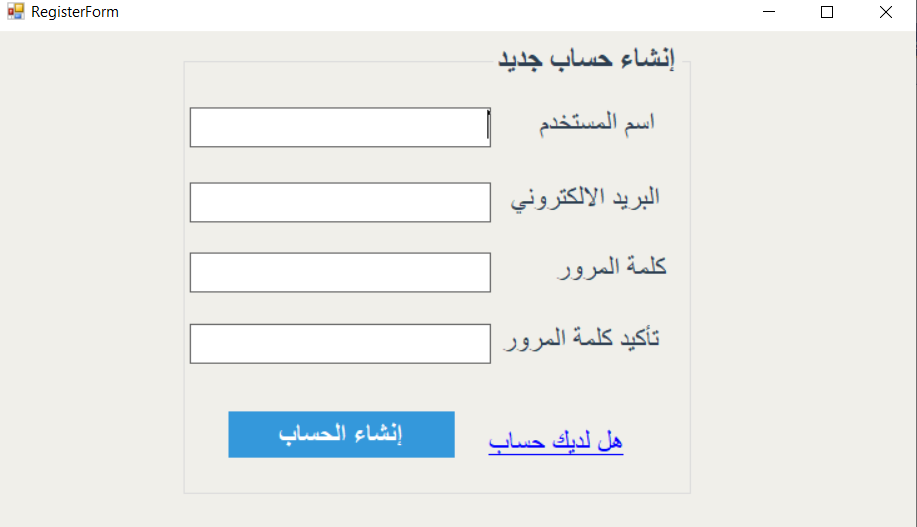 RegisterForm
إنشاء حساب جديد
اسم المستخدم
البريد الالكتروني
كلمة المرور
تأكيد كلمة المرور
هل لديك حساب
إنشاء الحساب